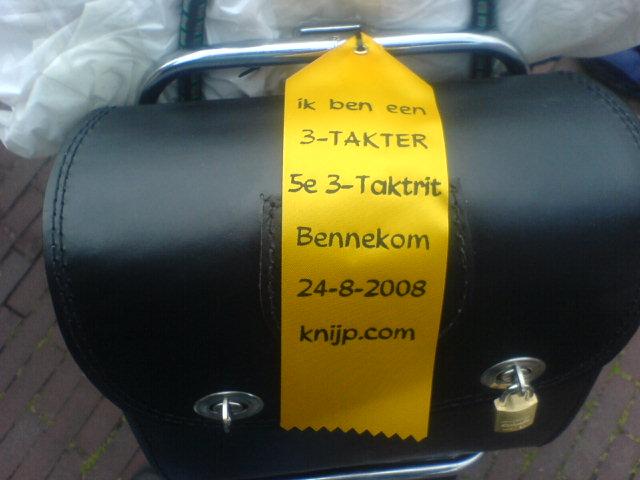 ik ben een
3-TAKTER
5e 3-Taktrit
Bennekom
24-8-2008
knijp.com